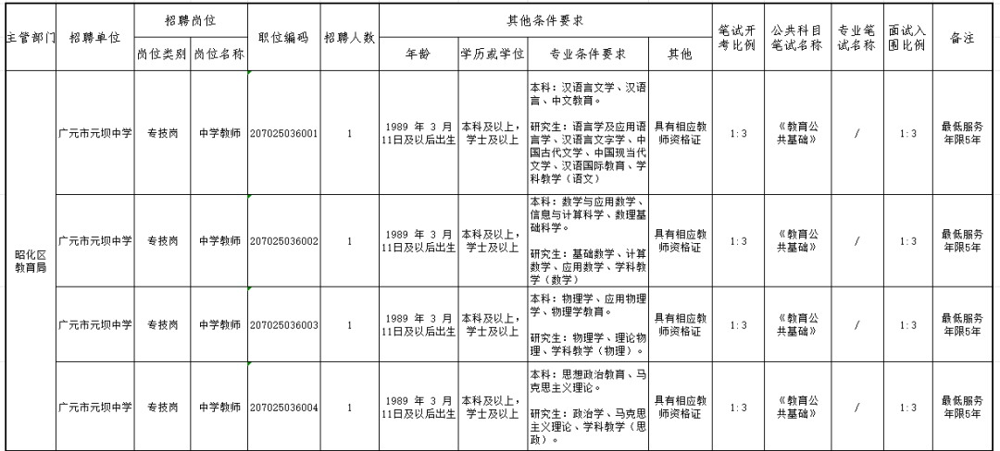 主管部门
招聘单位
招聘岗位
岗位类别
岗位名称
职位编码
招聘人数
其他条件要求
年龄
学历或学位
专业条件要求
其他
笔试开
考比例
公共科目
笔试名称
专业笔
试名称
面试入
围比例
备注
昭化区
教育局
广元市元坝中学
专技岗
中学教师
207025036001
1
1989 年 3 月
11日及以后出生
本科及以上,
学士及以上
本科:汉语言文学、汉语
言、中文教育。
研究生:语言学及应用语
言学、汉语言文字学、中
国古代文学、中国现当代
文学、汉语国际教育、学
科教学(语文)
具有相应教
师资格证
1:3
《教育公
共基础》
/
1:3
最低服务
年限5年
广元市元坝中学
专技岗
中学教师
207025036002
1
1989 年 3 月
11日及以后出生
本科及以上,
学士及以上
本科:数学与应用数学、
信息与计算科学、数理基
础科学。
研究生:基础数学、计算
数学、应用数学、学科教
学(数学)
具有相应教
师资格证
1:3
《教育公
共基础》
/
1:3
最低服务
年限5年
广元市元坝中学
专技岗
中学教师
207025036003
1
1989 年 3 月
11日及以后出生
本科及以上,
学士及以上
本科:物理学、应用物理
学、物理学教育。
研究生:物理学、理论物
理、学科教学(物理)。
具有相应教
师资格证
1:3
《教育公
共基础》
/
1:3
最低服务
年限5年
广元市元坝中学
专技岗
中学教师
207025036004
1
1989 年 3 月
11日及以后出生
本科及以上,
学士及以上
本科:思想政治教育、马
克思主义理论。
研究生:政治学、马克思
主义理论、学科教学(思
政)。
具有相应教
师资格证
1:3
《教育公
共基础》
/
1:3
最低服务
年限5年